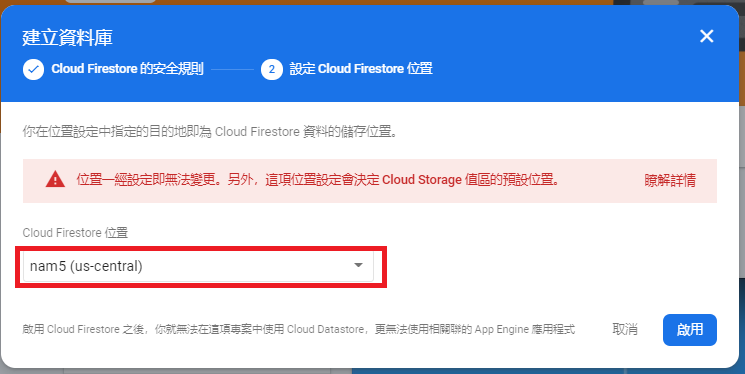 建立資料庫
Cloud Firestore 的安全規則
2 設定 Cloud Firestore 位置
你在位置設定中指定的目的地即為 Cloud Firestore 資料的儲存位置。
位置一經設定即無法變更。另外，這項位置設定會決定 Cloud Storage 值區的預設位置。 瞭解詳情
Cloud Firestore 位置
nam5 (us-central)
啟用 Cloud Firestore 之後，你就無法在這項專案中使用 Cloud Datastore，更無法使用相關聯的 App Engine 應用程式
取消
啟用